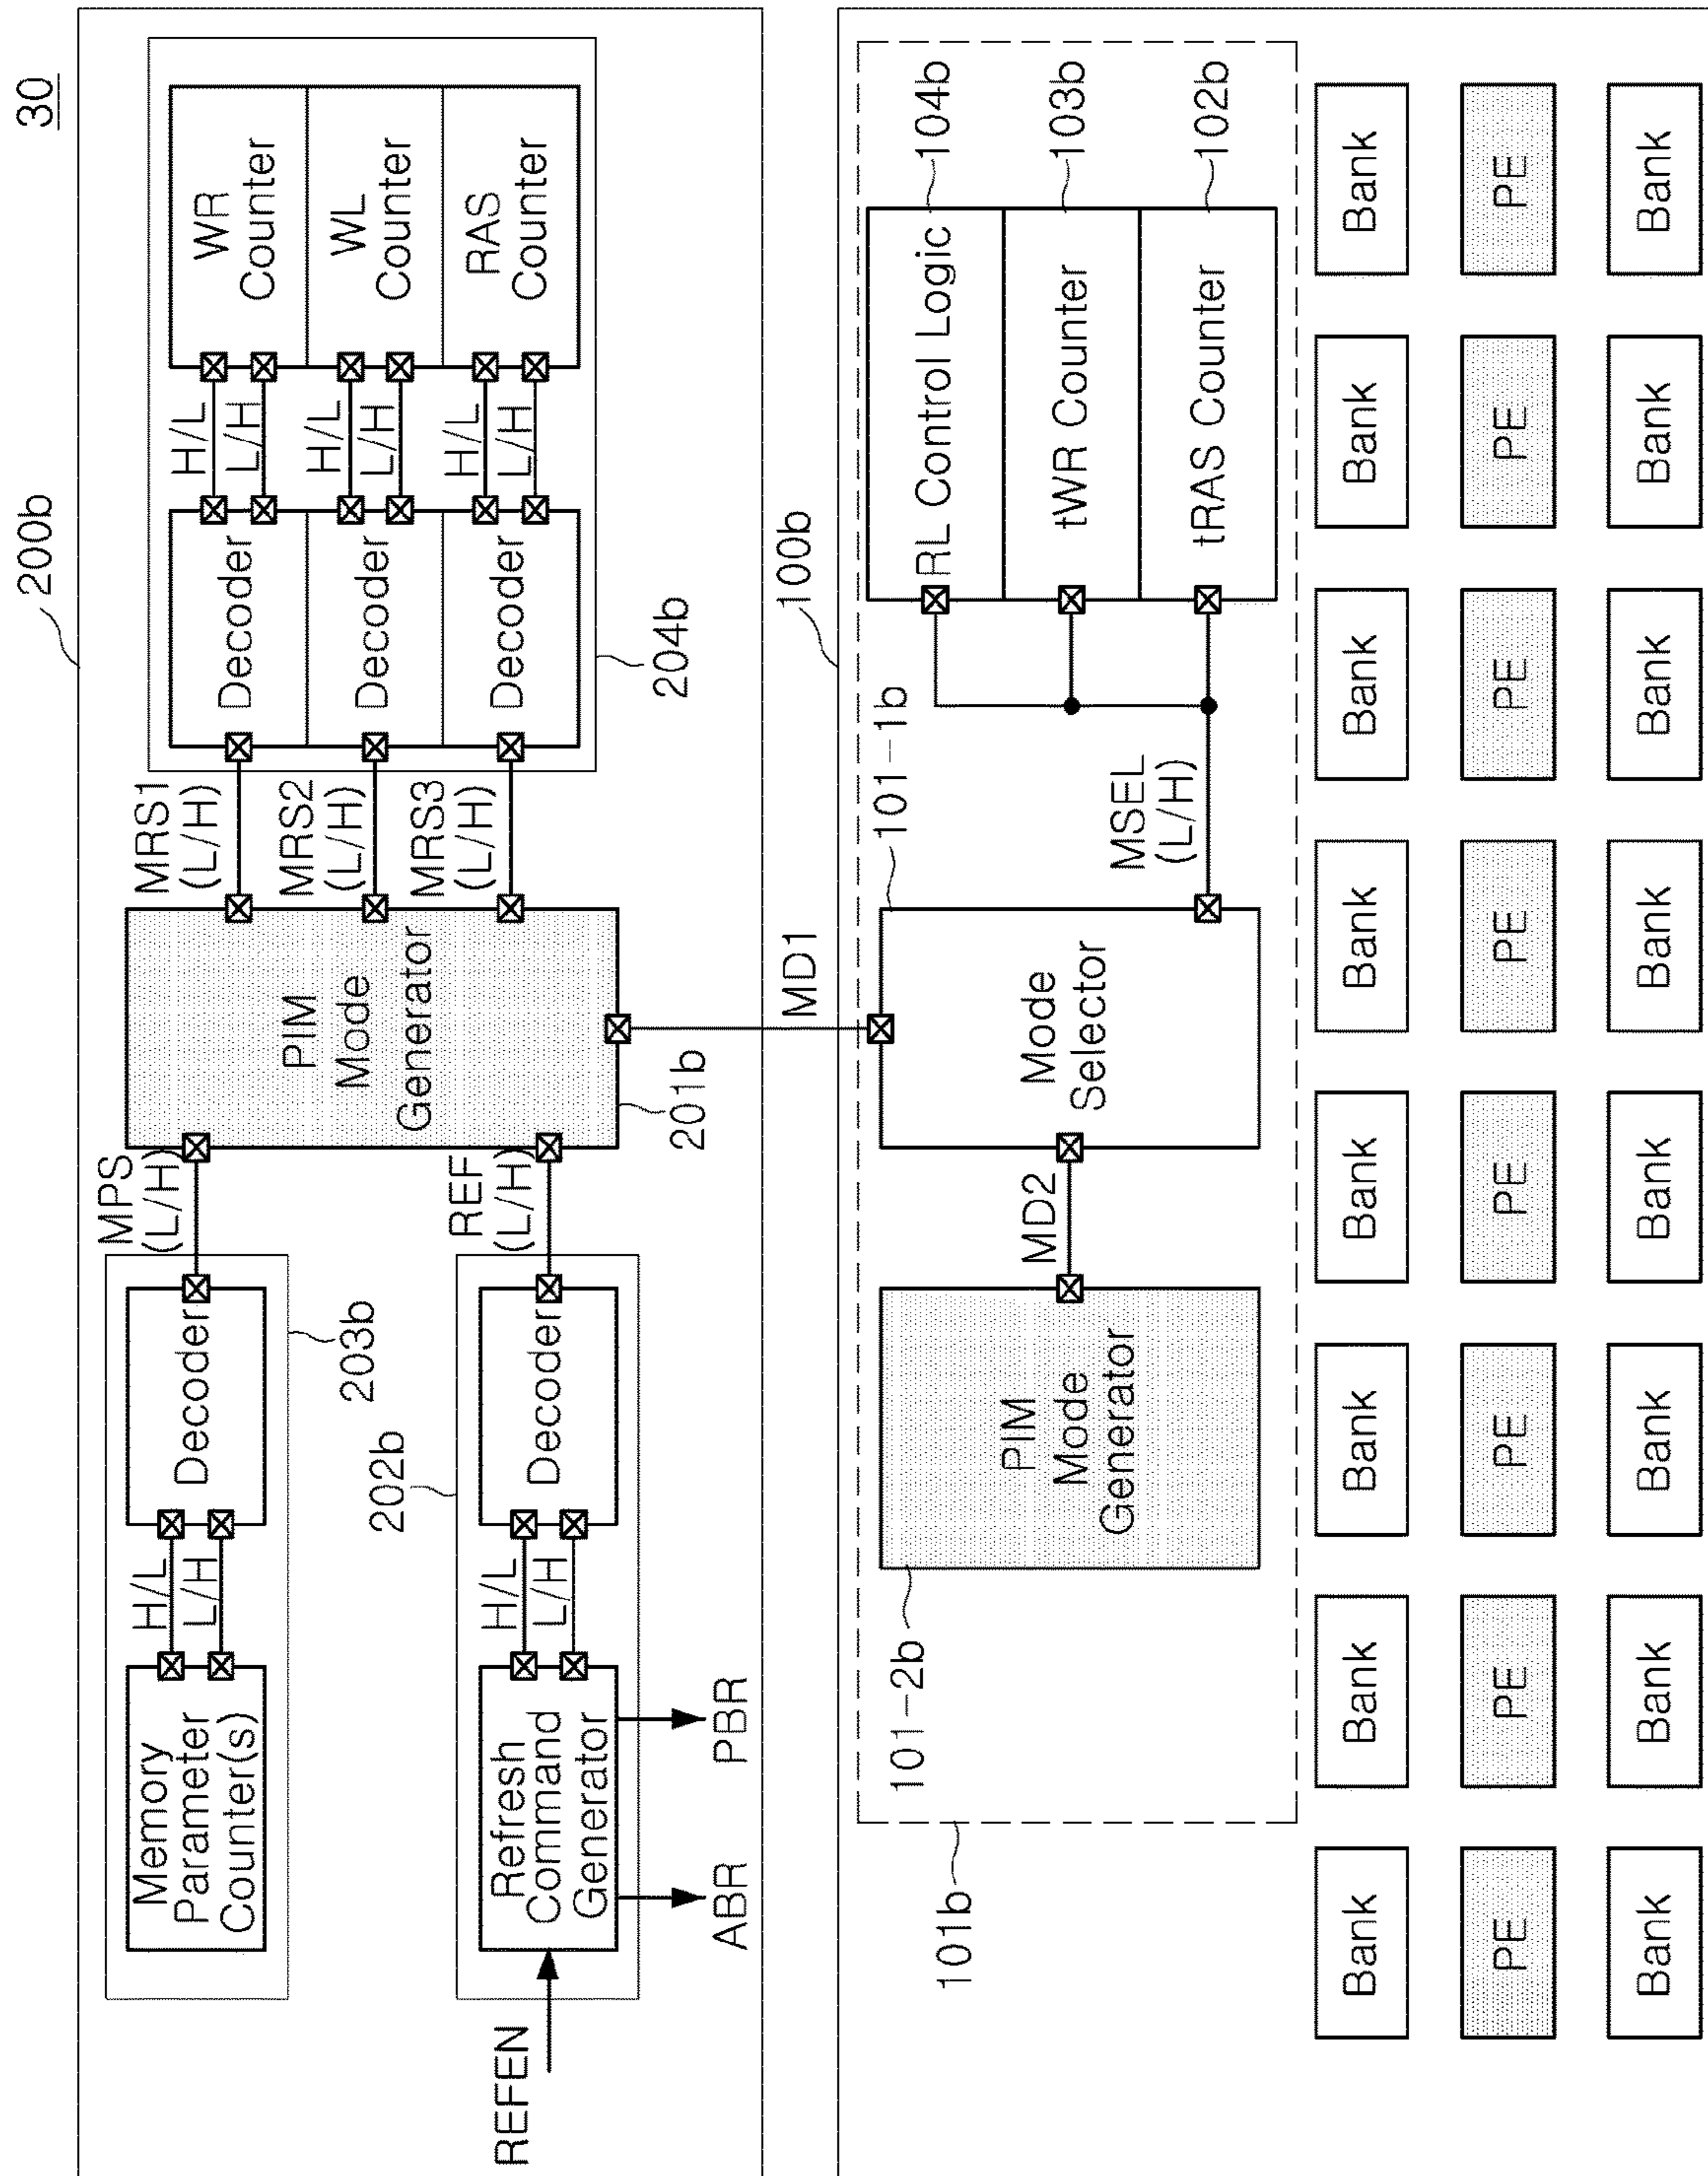 30
200b
Memory
Parameter
Counter(s)
H/L
L/H
Decoder
203b
MPS
(L/H)
REFEN
Refresh
Command
Generator
H/L
L/H
Decoder
202b
ABR
PBR
REF
(L/H)
PIM
Mode
Generator
201b
MRS1
(L/H)
MRS2
(L/H)
MRS3
(L/H)
Decoder
Decoder
Decoder
204b
H/L
L/H
H/L
L/H
H/L
L/H
WR
Counter
WL
Counter
RAS
Counter
MD1
100b
101b
101-2b
PIM
Mode
Generator
MD2
Mode
Selector
101-1b
MSEL
(L/H)
RL Control Logic
104b
tWR Counter
103b
tRAS Counter
102b
Bank
Bank
Bank
Bank
Bank
Bank
Bank
Bank
PE
PE
PE
PE
PE
PE
PE
PE
Bank
Bank
Bank
Bank
Bank
Bank
Bank
Bank